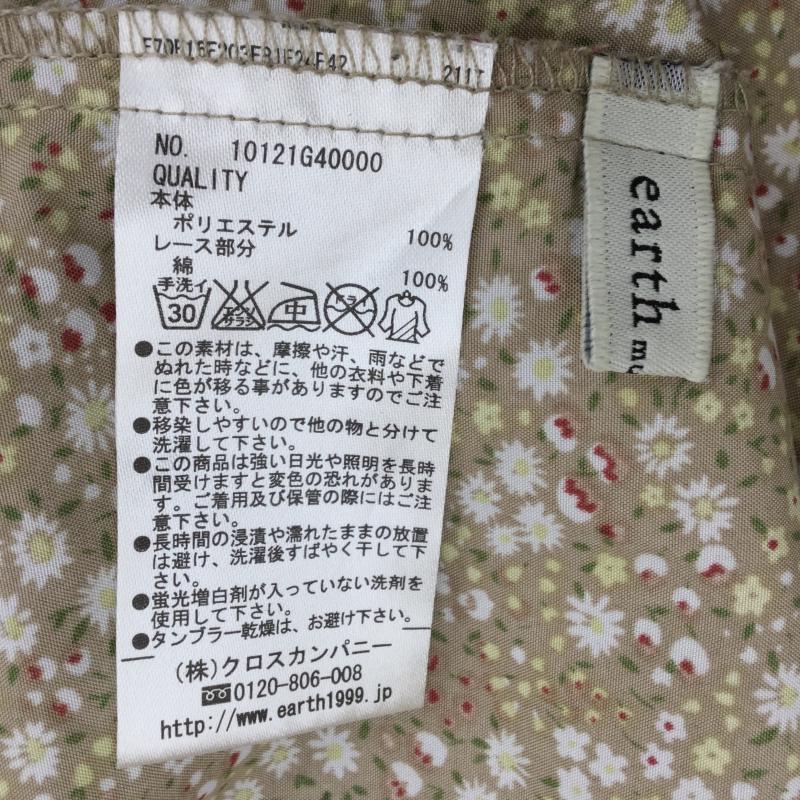 NO. 10121G40000
QUALITY
本体
ポリエステル 100%
レース部分
綿 100%
手洗イ
30
エンソ
サラシ
中
ドライ
●この素材は、摩擦や汗、雨などで
ぬれた時などに、他の衣料や下着
に色が移る事がありますのでご注
意下さい。
●移染しやすいので他の物と分けて
洗濯して下さい。
●この商品は強い日光や照明を長時
間受けますと変色の恐れがありま
す。ご着用及び保管の際にはご注
意下さい。
●長時間の浸漬や濡れたままの放置
は避け、洗濯後すばやく干して下
さい。
●蛍光増白剤が入っていない洗剤を
使用して下さい。
●タンブラー乾燥は、お避け下さい。
(株)クロスカンパニー
0120-806-008
http://www.earth1999.jp
earth